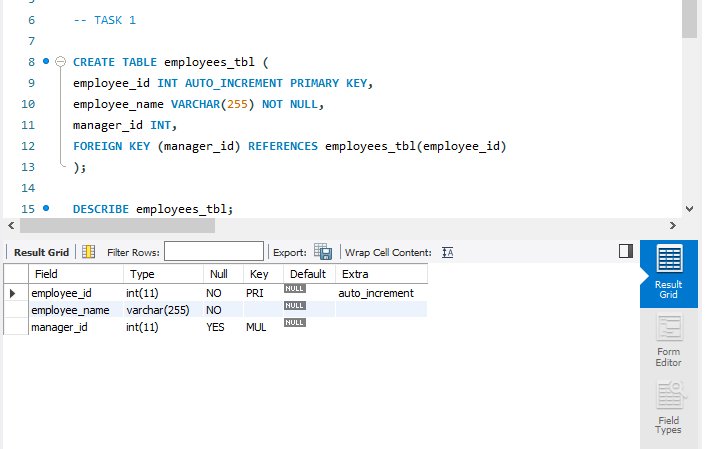 6 -- TASK 1
7
8 CREATE TABLE employees_tbl (
9 employee_id INT AUTO_INCREMENT PRIMARY KEY,
10 employee_name VARCHAR(255) NOT NULL,
11 manager_id INT,
12 FOREIGN KEY (manager_id) REFERENCES employees_tbl(employee_id)
13 );
14
15 DESCRIBE employees_tbl;
Result Grid Filter Rows: Export: Wrap Cell Content:
Field Type Null Key Default Extra
employee_id int(11) NO PRI NULL auto_increment
employee_name varchar(255) NO NULL
manager_id int(11) YES MUL NULL
Result
Grid
Form
Editor
Field
Types